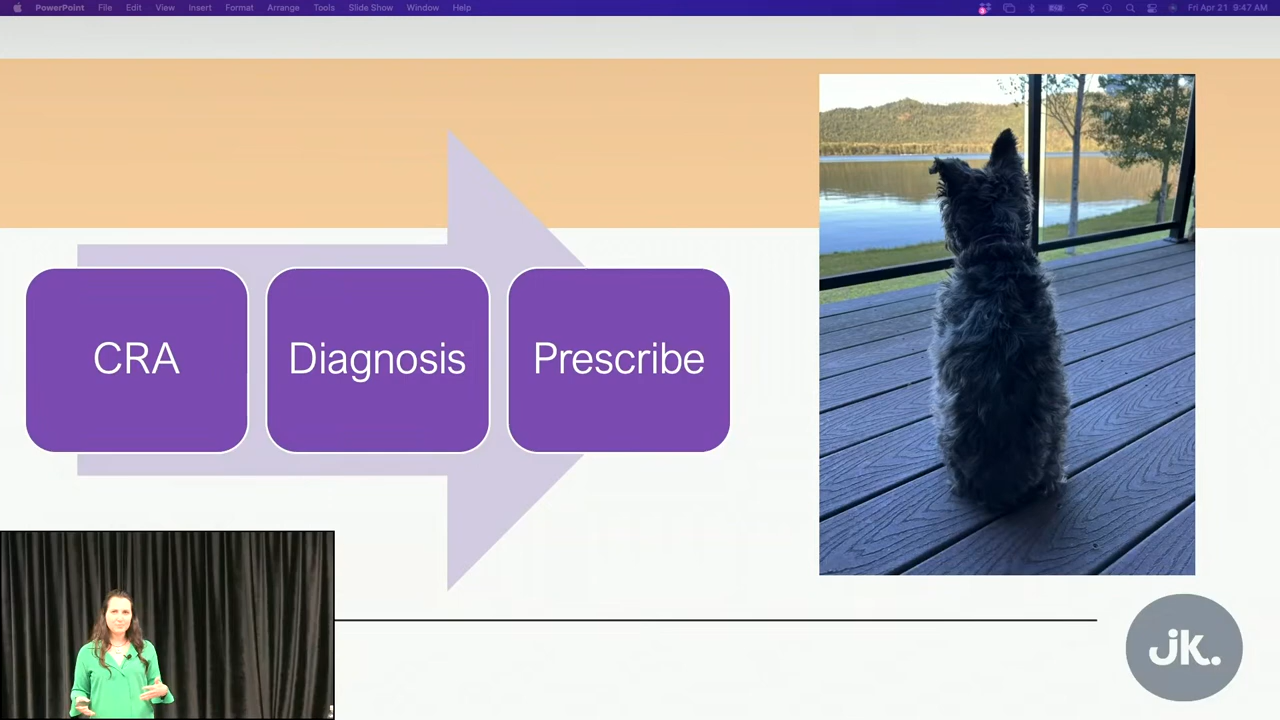 PowerPoint File Edit View Insert Format Arrange Tools Slide Show Window Help Fri Apr 21 9:47 AM
CRA Diagnosis Prescribe
jk.